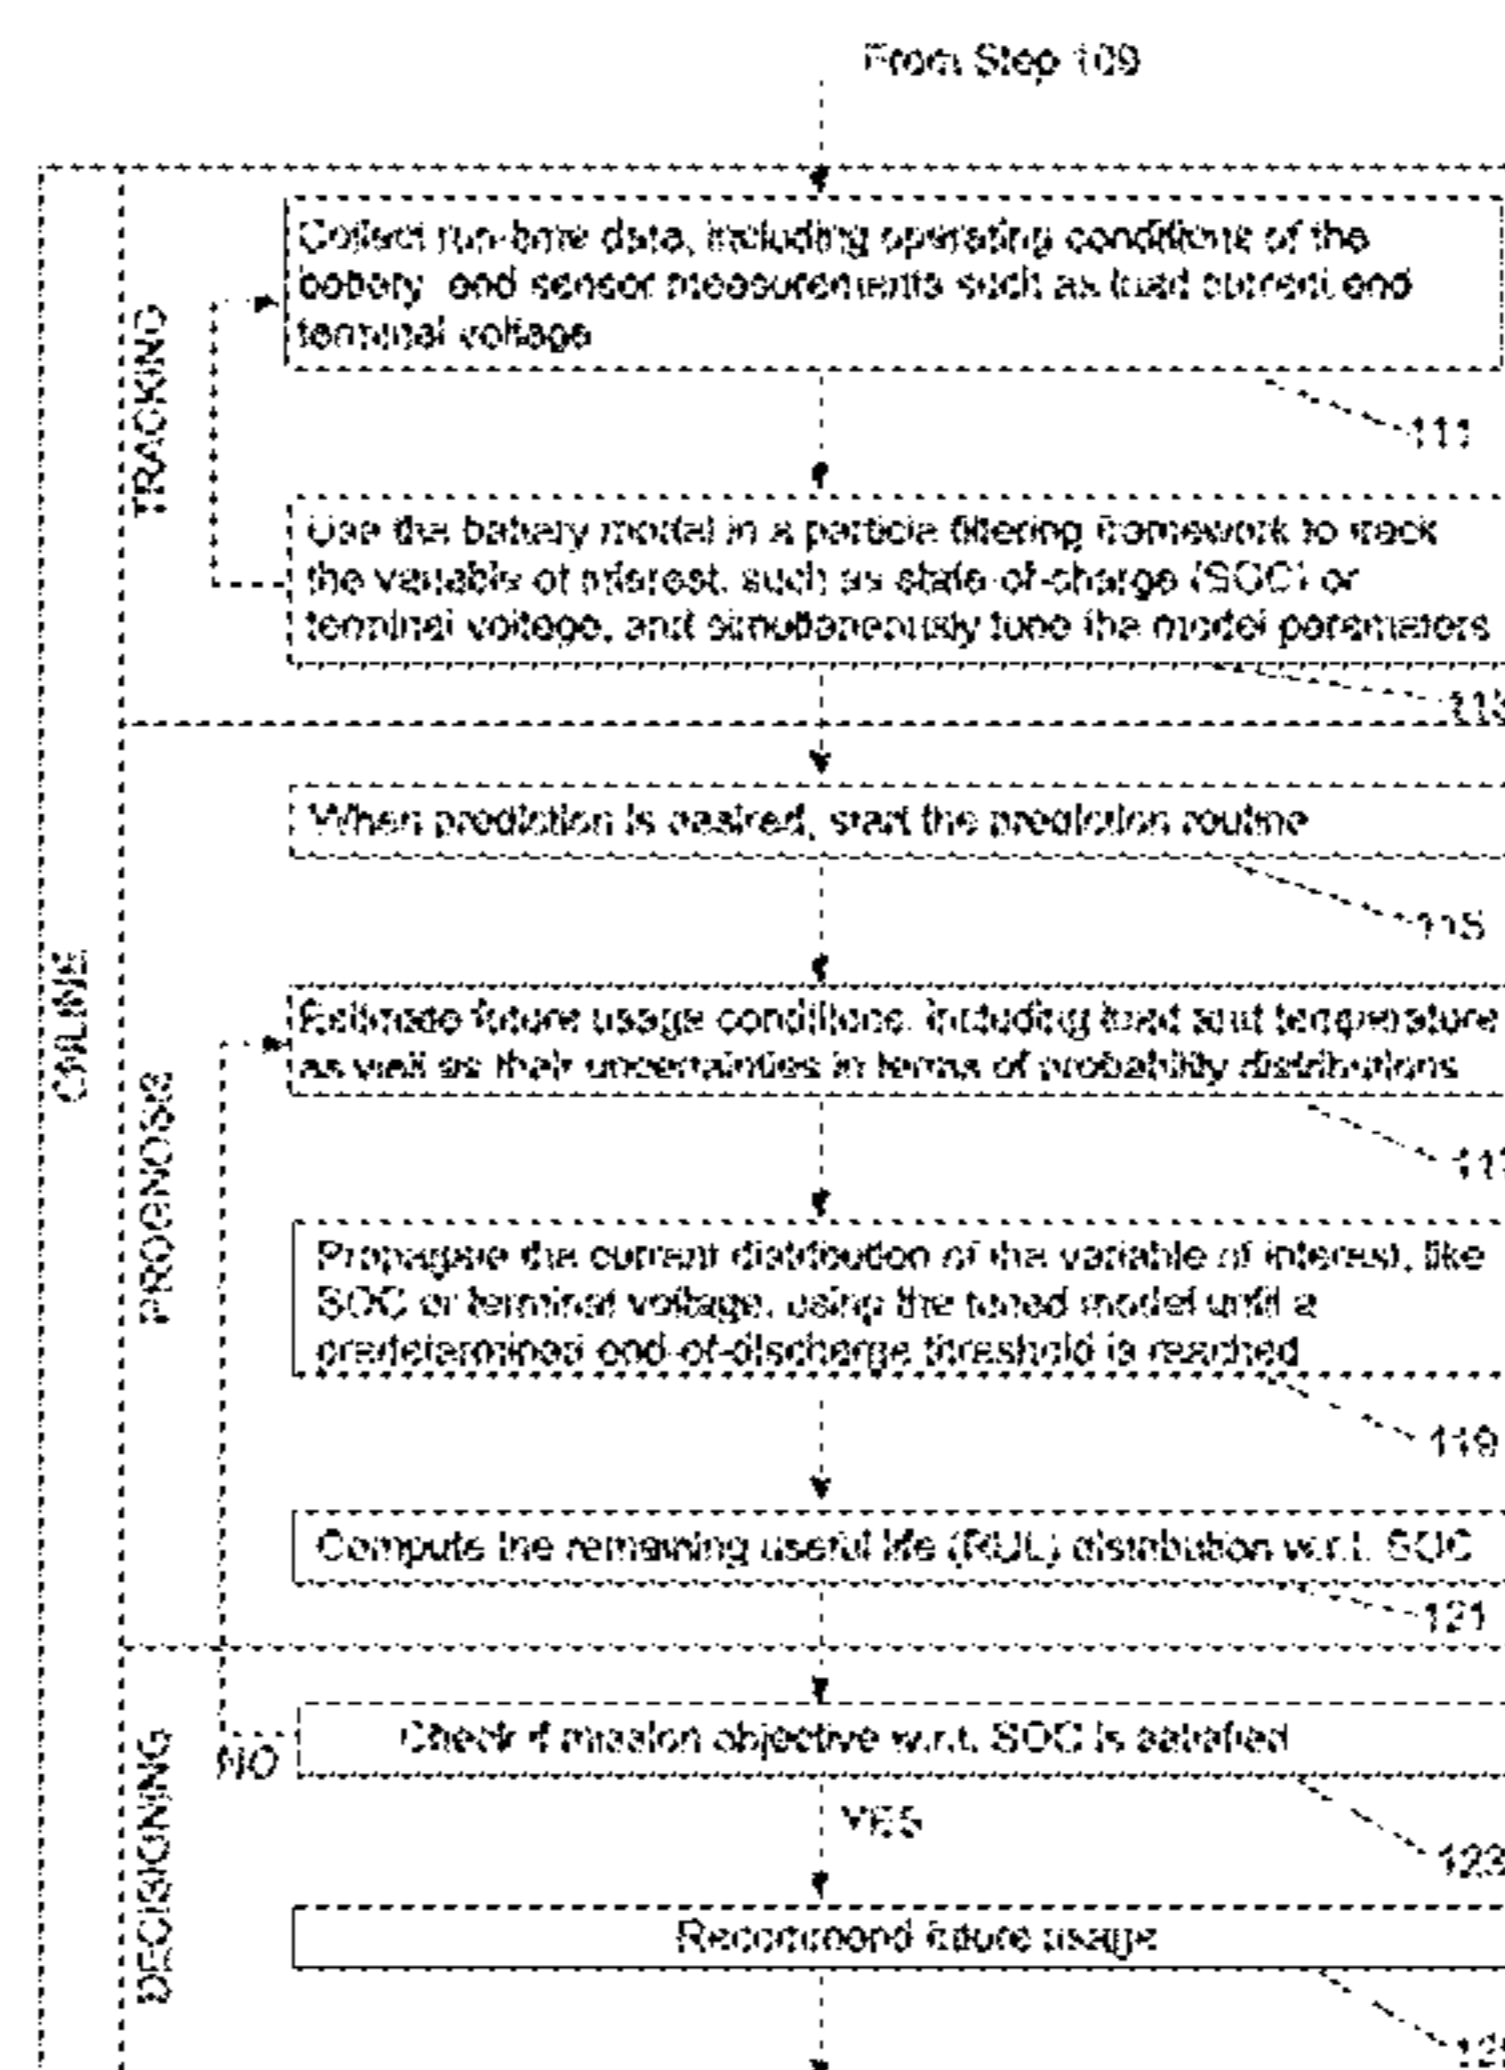 From Step 109
ONLINE
TRACKING
Collect run-time data, including operating conditions of the
battery and sensor measurements such as load current and
terminal voltage
111
Use the battery model in a particle filtering framework to track
the variable of interest, such as state-of-charge (SOC) or
terminal voltage, and simultaneously tune the model parameters
113
PROGNOSIS
When prediction is desired, start the prediction routine
115
Estimate future usage conditions, including load and temperature
as well as their uncertainties in terms of probability distributions
Propagate the current distribution of the variable of interest, like
SOC or terminal voltage, using the tuned model until a
predetermined end-of-discharge threshold is reached
119
Compute the remaining useful life (RUL) distribution w.r.t. SOC
121
DECISIONING
Check if mission objective w.r.t. SOC is satisfied
NO
YES
123
Recommend future usage